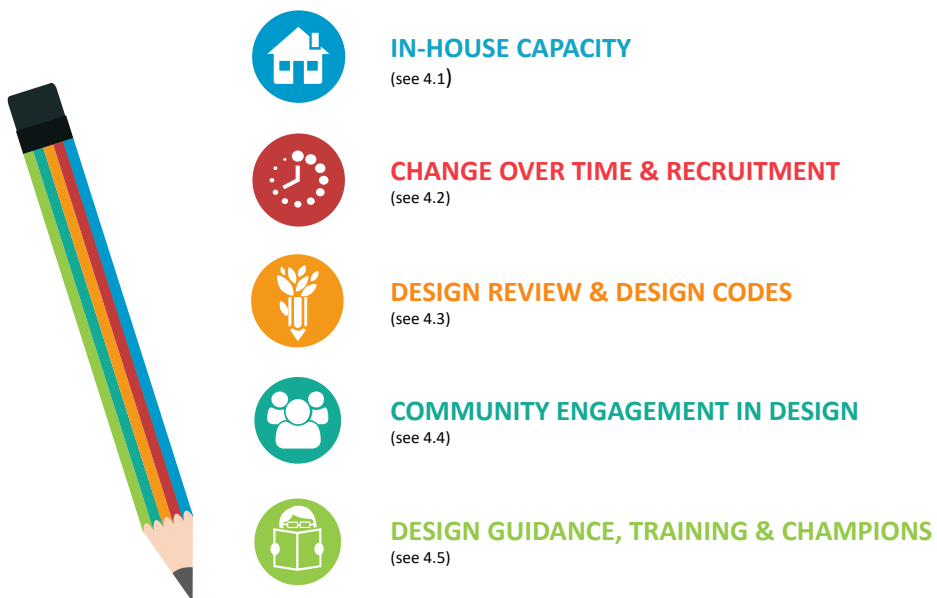 IN-HOUSE CAPACITY
(see 4.1)
CHANGE OVER TIME & RECRUITMENT
(see 4.2)
DESIGN REVIEW & DESIGN CODES
(see 4.3)
COMMUNITY ENGAGEMENT IN DESIGN
(see 4.4)
DESIGN GUIDANCE, TRAINING & CHAMPIONS
(see 4.5)